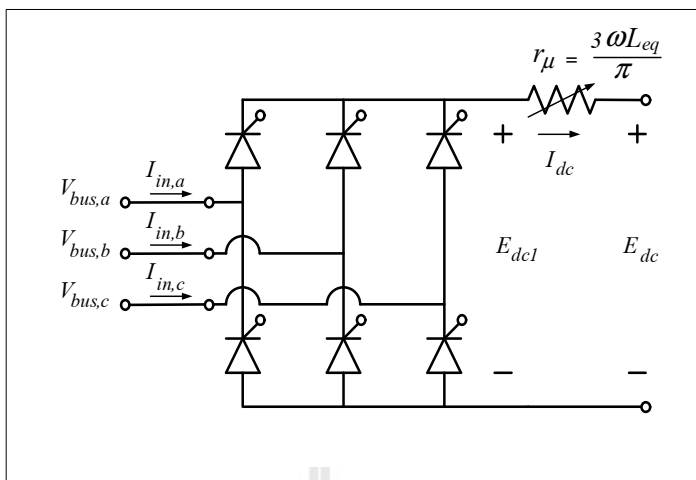 r_μ = 3ωL_eq / π
+ I_dc +
V_bus,a I_in,a
V_bus,b I_in,b
V_bus,c I_in,c
E_dc1 E_dc
− −